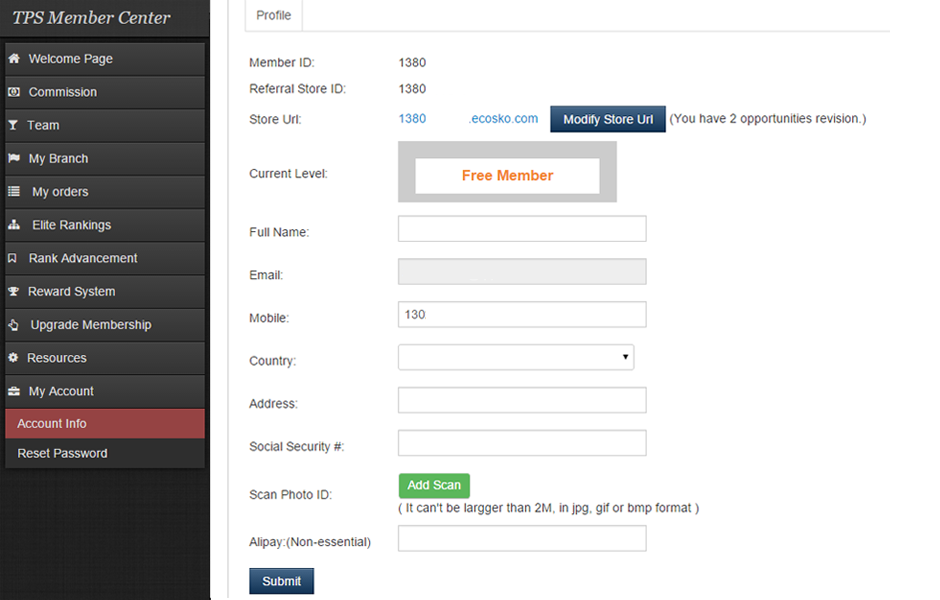 TPS Member Center
Welcome Page
Commission
Team
My Branch
My orders
Elite Rankings
Rank Advancement
Reward System
Upgrade Membership
Resources
My Account
Account Info
Reset Password
Profile
Member ID: 1380
Referral Store ID: 1380
Store Url: 1380 .ecosko.com Modify Store Url (You have 2 opportunities revision.)
Current Level: Free Member
Full Name:
Email:
Mobile: 130
Country:
Address:
Social Security #:
Scan Photo ID: Add Scan
( It can't be largger than 2M, in jpg, gif or bmp format )
Alipay:(Non-essential)
Submit